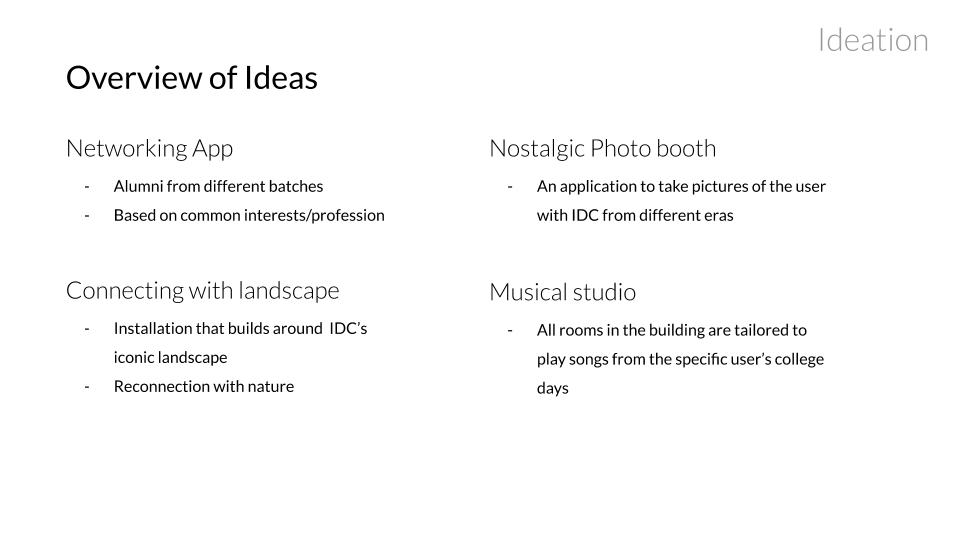 Ideation
Overview of Ideas
Networking App
- Alumni from different batches
- Based on common interests/profession
Connecting with landscape
- Installation that builds around  IDC's
iconic landscape
- Reconnection with nature
Nostalgic Photo booth
- An application to take pictures of the user
with IDC from different eras
Musical studio
- All rooms in the building are tailored to
play songs from the specific user's college
days